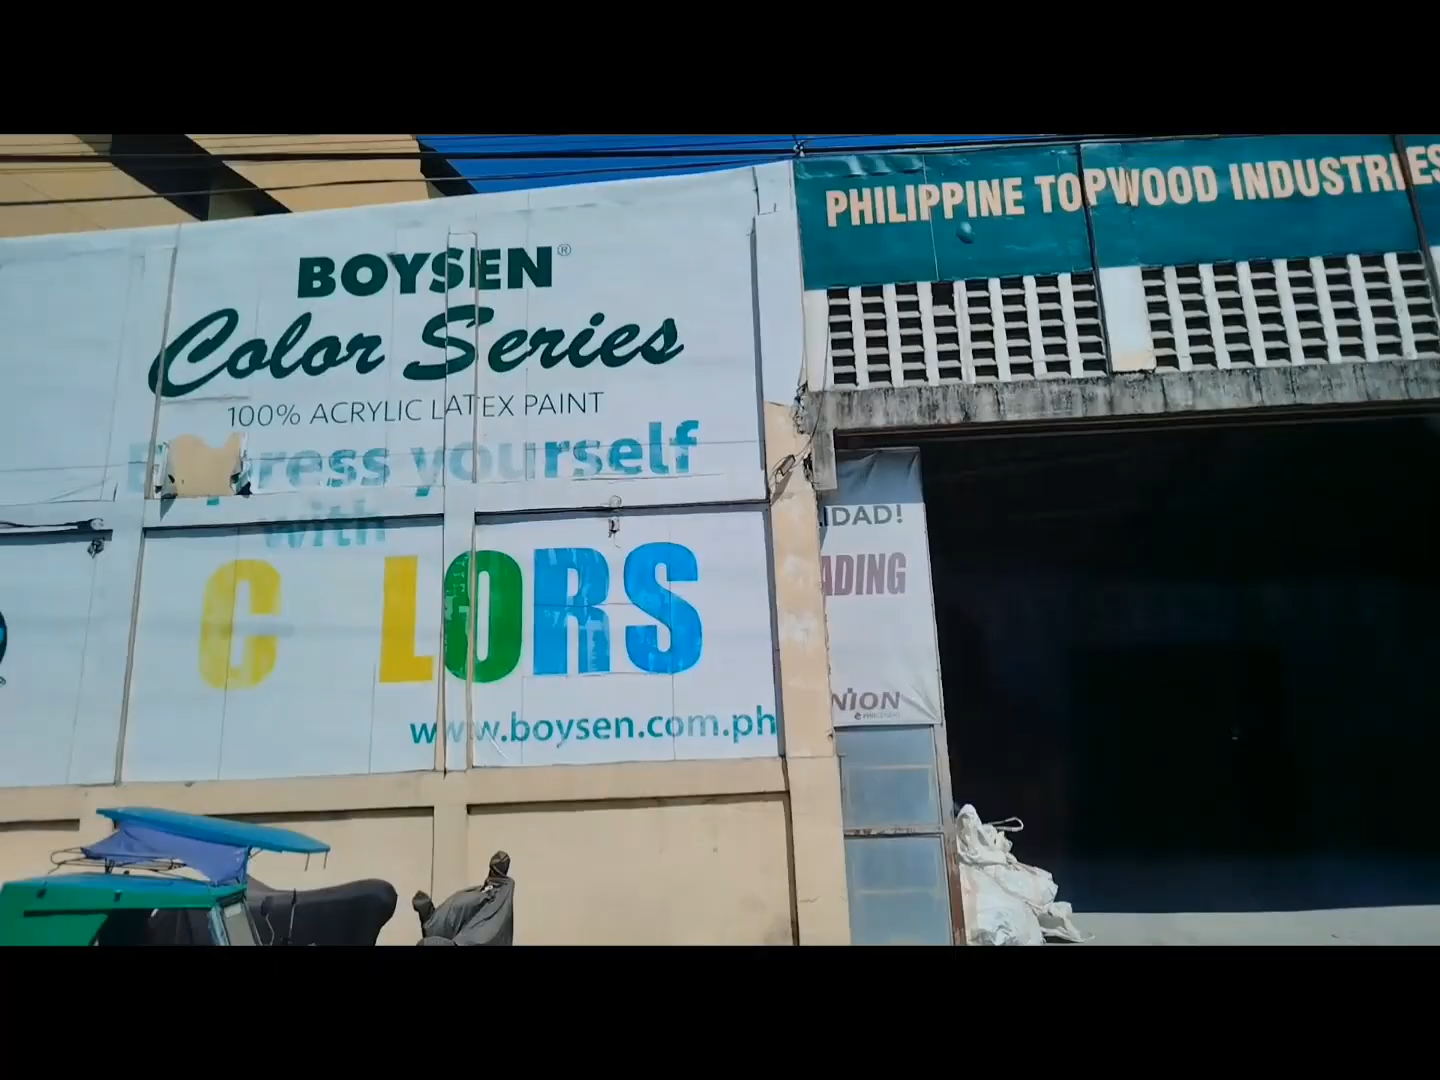 BOYSEN®
Color Series
100% ACRYLIC LATEX PAINT
Express yourself
with
C LORS
www.boysen.com.ph
PHILIPPINE TOPWOOD INDUSTRIES
IDAD!
ADING
NION